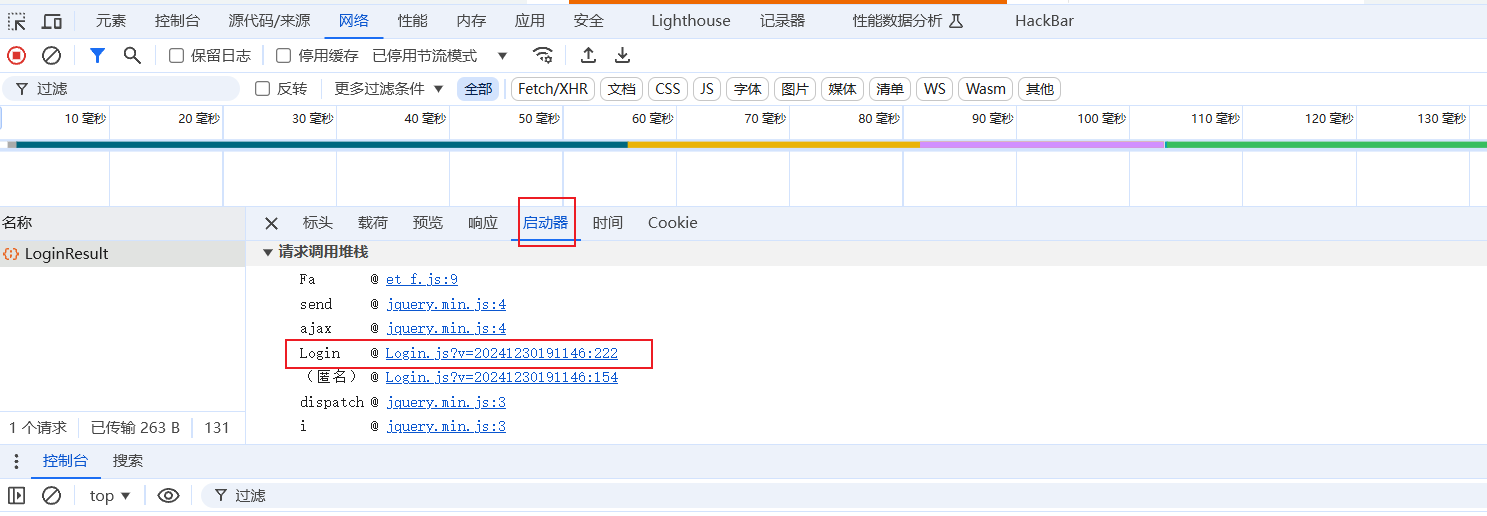 元素 控制台 源代码/来源 网络 性能 内存 应用 安全 Lighthouse 记录器 性能数据分析 HackBar
保留日志 停用缓存 已停用节流模式
过滤 反转 更多过滤条件 全部 Fetch/XHR 文档 CSS JS 字体 图片 媒体 清单 WS Wasm 其他
10 毫秒 20 毫秒 30 毫秒 40 毫秒 50 毫秒 60 毫秒 70 毫秒 80 毫秒 90 毫秒 100 毫秒 110 毫秒 120 毫秒 130 毫秒
名称 标头 载荷 预览 响应 启动器 时间 Cookie
LoginResult 请求调用堆栈
Fa @ et_f.js:9
send @ jquery.min.js:4
ajax @ jquery.min.js:4
Login @ Login.js?v=20241230191146:222
（匿名） @ Login.js?v=20241230191146:154
dispatch @ jquery.min.js:3
i @ jquery.min.js:3
1 个请求 已传输 263 B 131
控制台 搜索
top 过滤